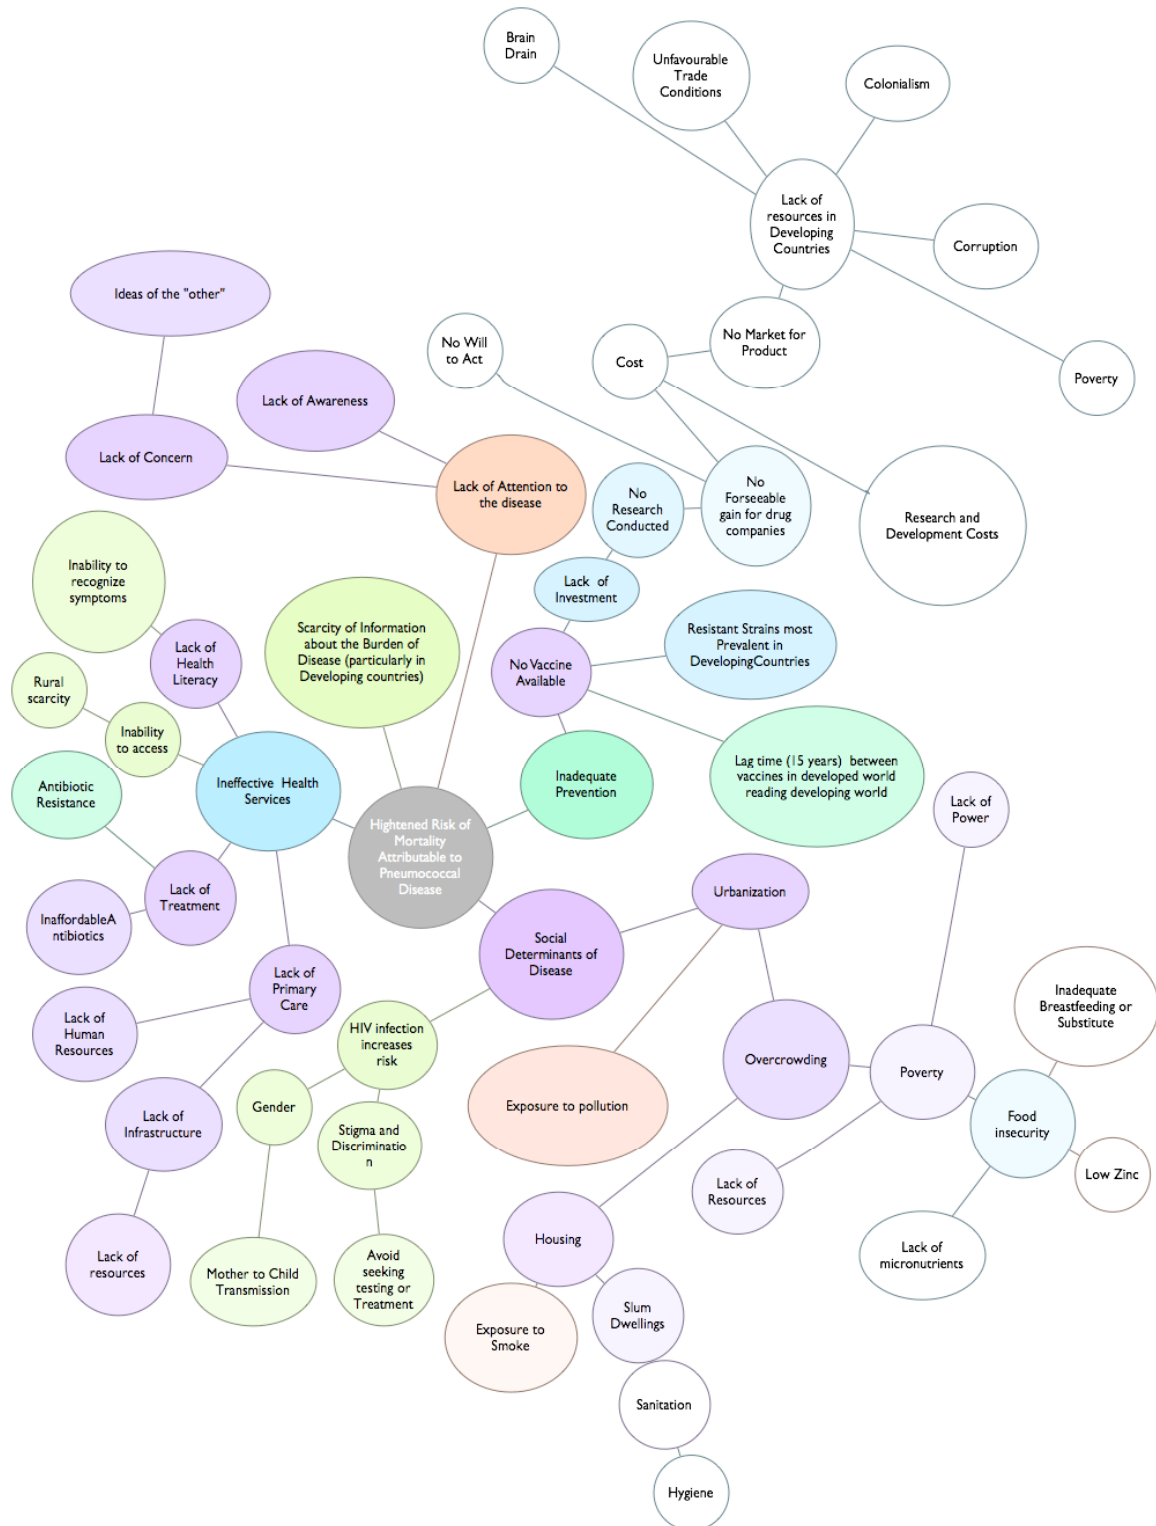 Brain
Drain
Unfavourable
Trade
Conditions
Colonialism
Lack of
resources in
Developing
Countries
Corruption
Ideas of the "other"
No Will
to Act
Cost
No Market for
Product
Poverty
Lack of Awareness
Lack of Concern
Lack of Attention to
the disease
No
Research
Conducted
No
Forseeable
gain for drug
companies
Research and
Development Costs
Inability to
recognize
symptoms
Lack of
Investment
Scarcity of Information
about the Burden of
Disease (particularly in
Developing countries)
Resistant Strains most
Prevalent in
DevelopingCountries
Lack of
Health
Literacy
No Vaccine
Available
Rural
scarcity
Inability
to access
Antibiotic
Resistance
Ineffective Health
Services
Inadequate
Prevention
Lag time (15 years) between
vaccines in developed world
reading developing world
Lack of
Power
Hightened Risk of
Mortality
Attributable to
Pneumococcal
Disease
Lack of
Treatment
InaffordableA
ntibiotics
Urbanization
Social
Determinants of
Disease
Lack of
Primary
Care
Inadequate
Breastfeeding or
Substitute
Lack of
Human
Resources
HIV infection
increases
risk
Overcrowding
Poverty
Gender
Exposure to pollution
Lack of
Infrastructure
Stigma and
Discriminatio
n
Food
insecurity
Low Zinc
Lack of
Resources
Housing
Lack of
resources
Mother to Child
Transmission
Avoid
seeking
testing or
Treatment
Lack of
micronutrients
Slum
Dwellings
Exposure to
Smoke
Sanitation
Hygiene